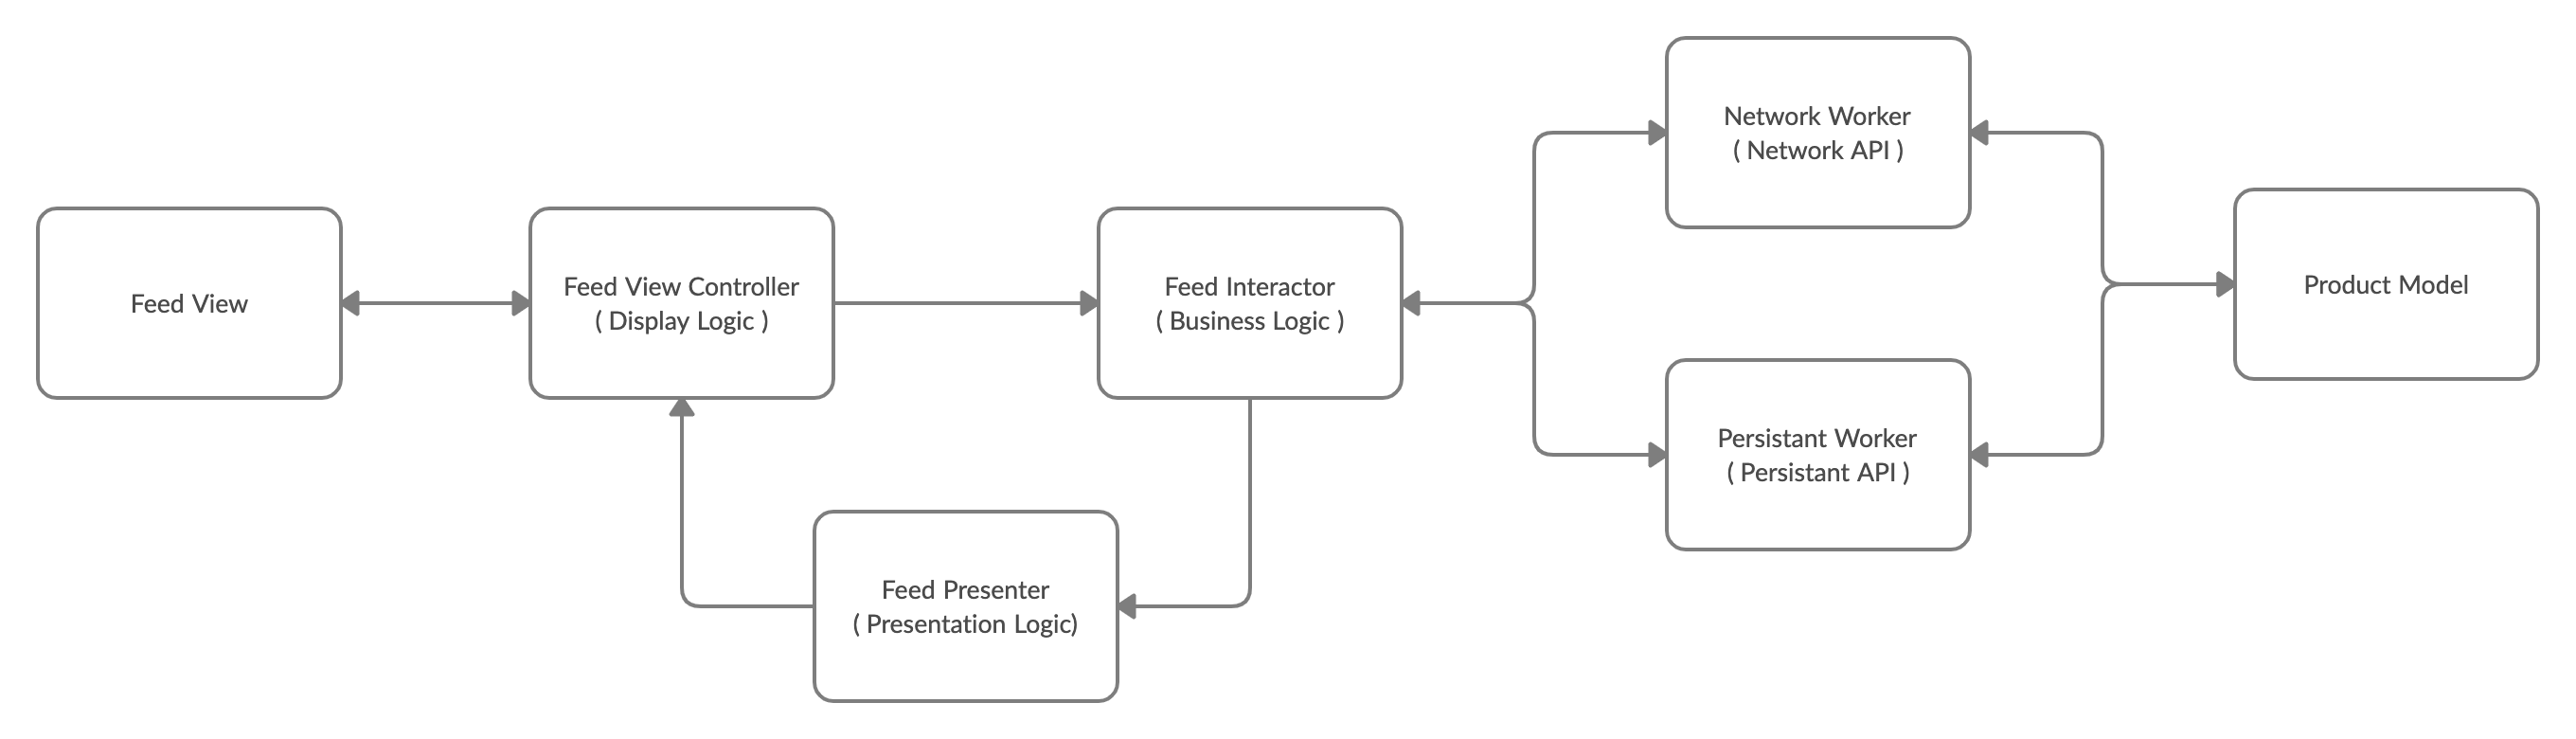 Feed View
Feed View Controller
( Display Logic )
Feed Interactor
( Business Logic )
Network Worker
( Network API )
Persistant Worker
( Persistant API )
Product Model
Feed Presenter
( Presentation Logic)